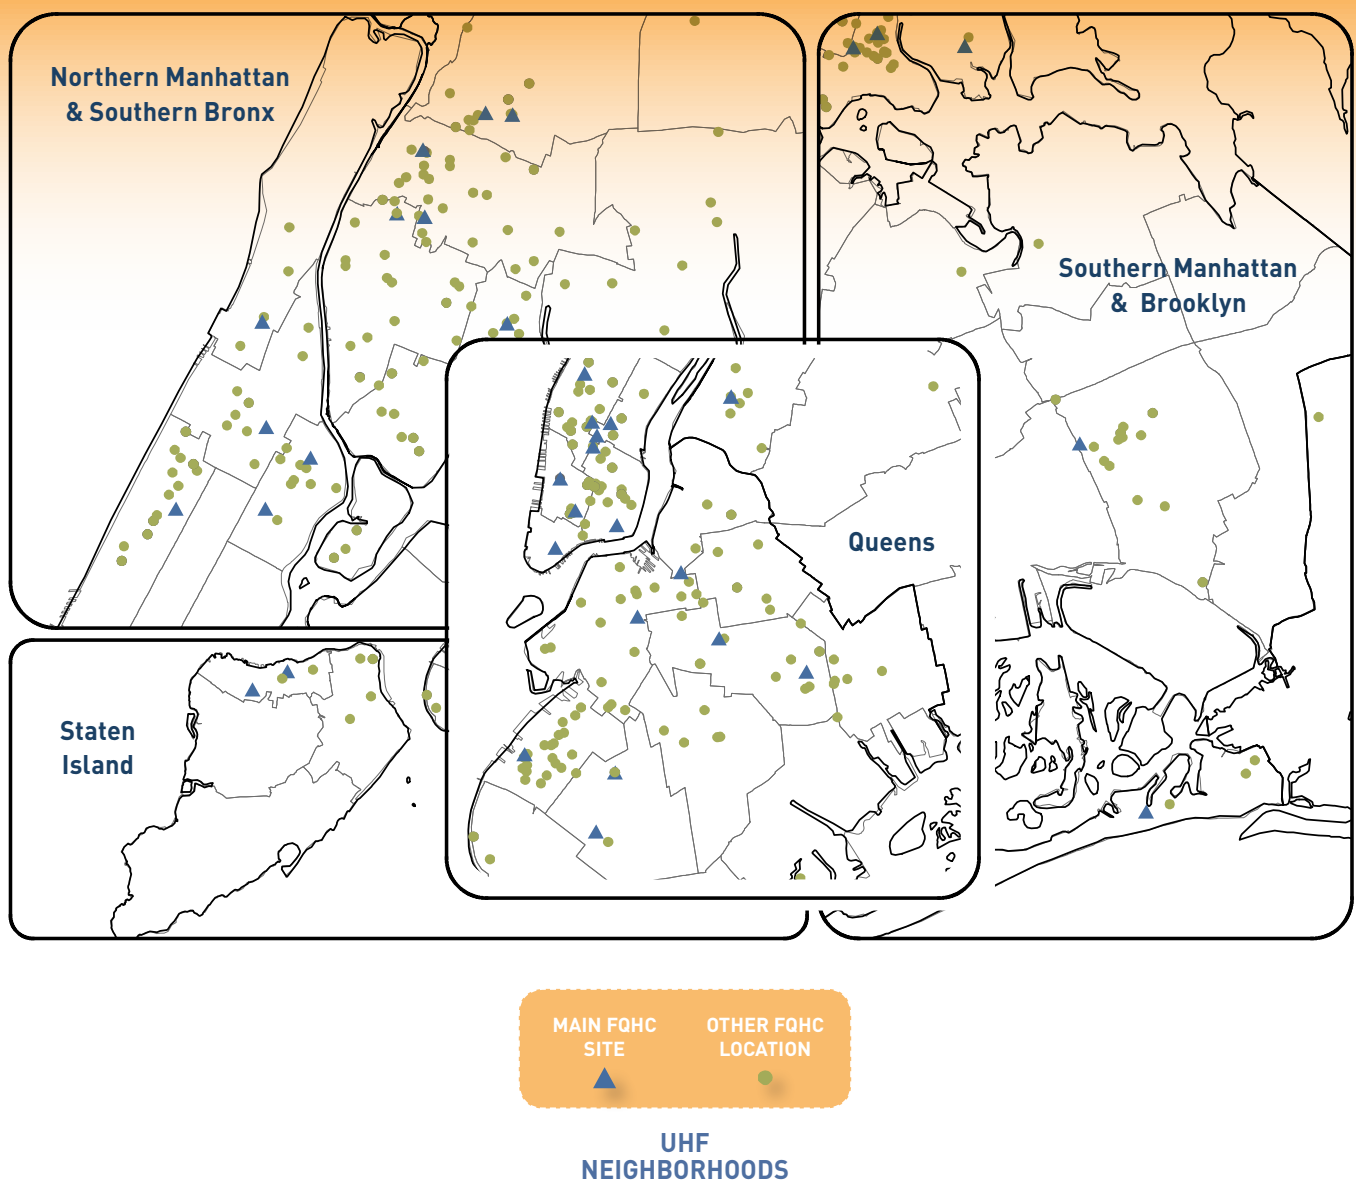 Northern Manhattan
& Southern Bronx
Southern Manhattan
& Brooklyn
Queens
Staten
Island
MAIN FQHC
SITE
OTHER FQHC
LOCATION
UHF
NEIGHBORHOODS